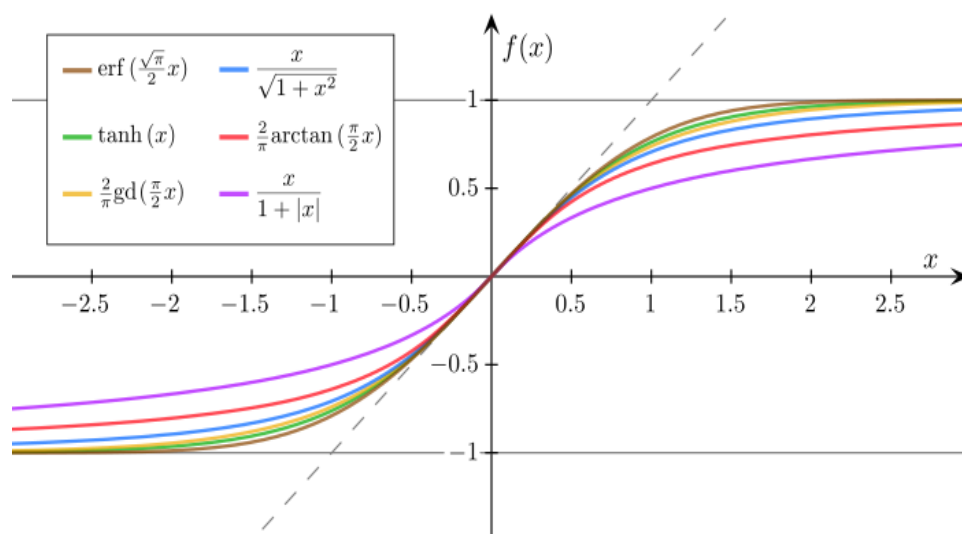 f(x)
erf (√π/2 x) x/√(1 + x²)
tanh (x) 2/π arctan (π/2 x)
2/π gd(π/2 x) x/(1 + |x|)
1
0.5
x
−2.5 −2 −1.5 −1 −0.5 0.5 1 1.5 2 2.5
−0.5
−1